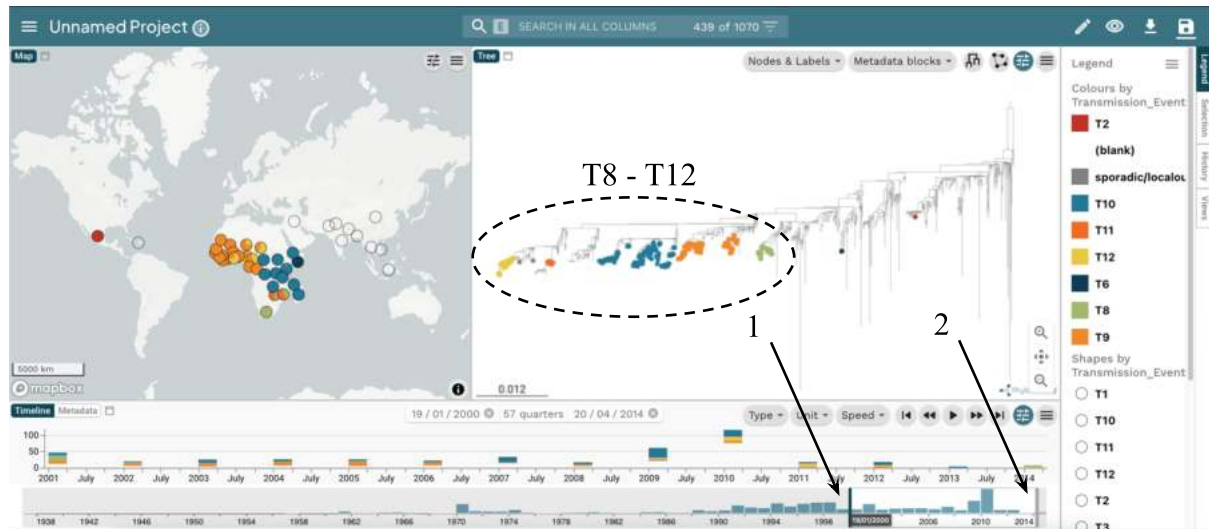 Unnamed Project
SEARCH IN ALL COLUMNS 439 of 1070
Map
5000 km
mapbox
Tree
Nodes & Labels
Metadata blocks
T8 - T12
1
2
0.012
Legend
Colours by
Transmission_Event
T2
(blank)
sporadic/localou
T10
T11
T12
T6
T8
T9
Shapes by
Transmission_Event
T1
T10
T11
T12
T2
T3
Legend
Selection
History
Views
Timeline Metadata
19 / 01 / 2000 57 quarters 20 / 04 / 2014
Type Unit Speed
100
50
0
2001 July 2002 July 2003 July 2004 July 2005 July 2006 July 2007 July 2008 July 2009 July 2010 July 2011 July 2012 July 2013 July 2014
1938 1942 1946 1950 1954 1958 1962 1966 1970 1974 1978 1982 1986 1990 1994 1998 19/01/2000 2006 2010 2014